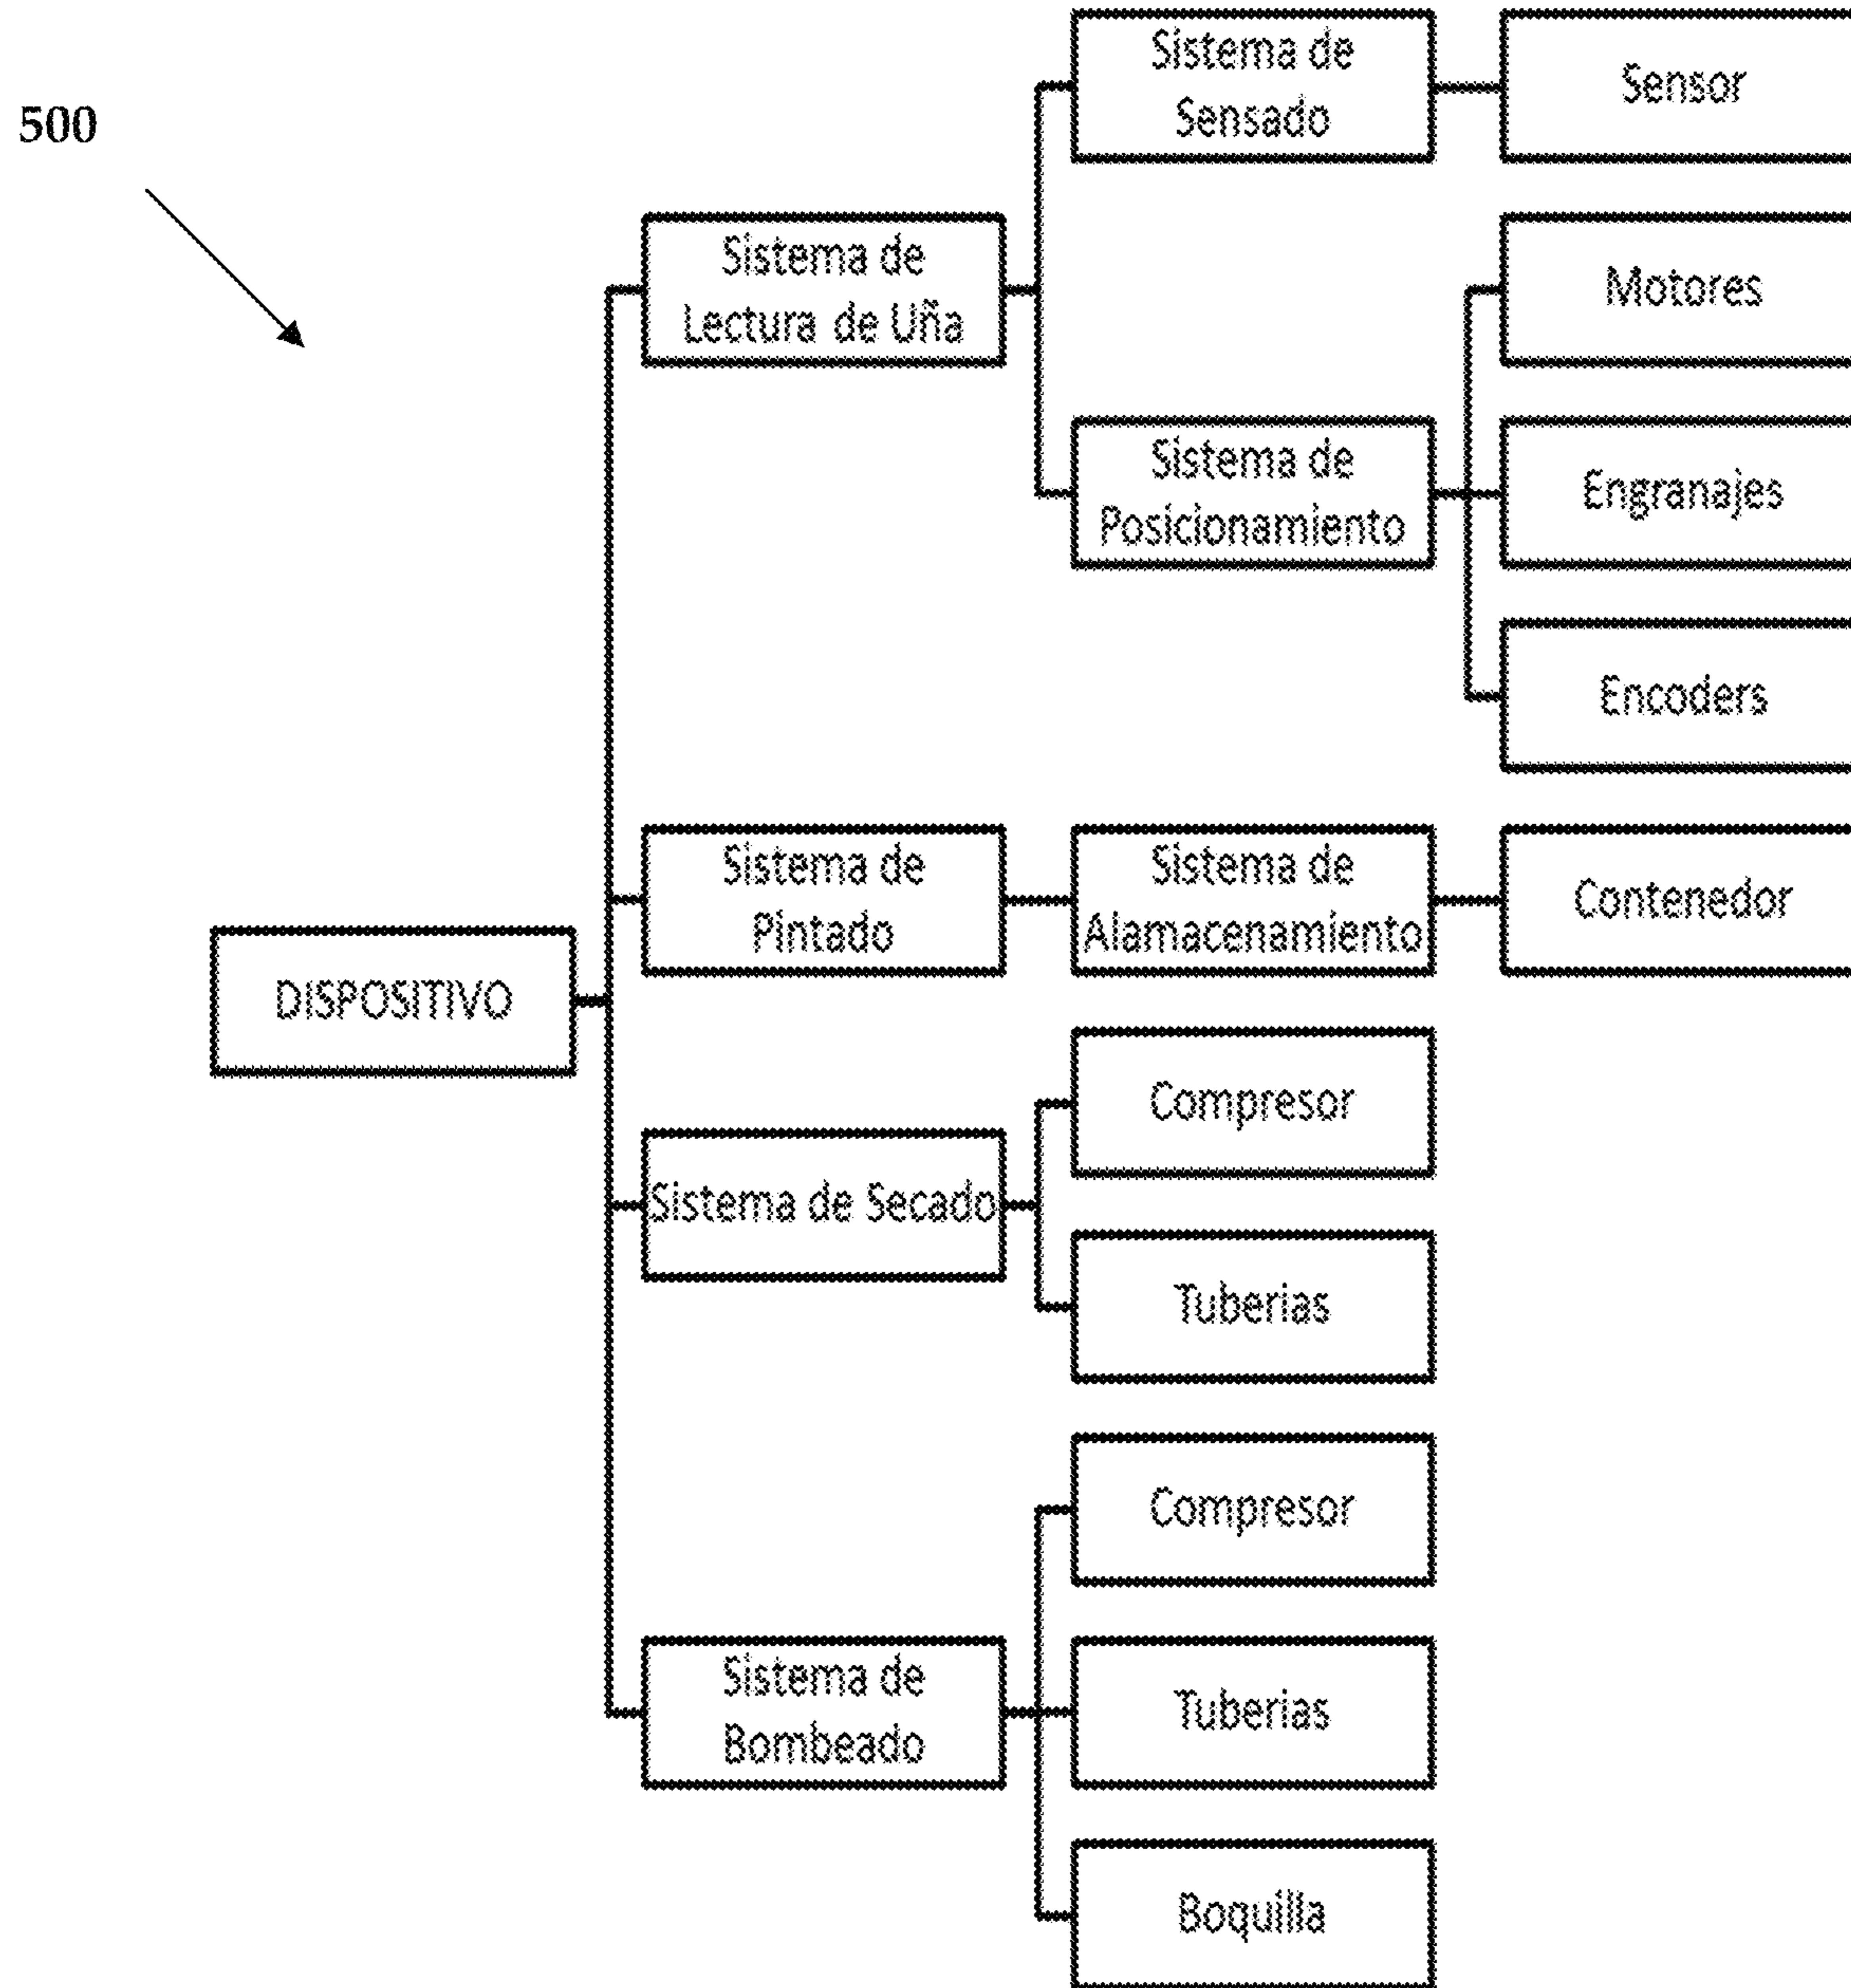 500
Sistema de
Sensado
Sensor
Sistema de
Lectura de Uña
Motores
Sistema de
Posicionamiento
Engranajes
Encoders
Sistema de
Pintado
Sistema de
Alamacenamiento
Contenedor
DISPOSITIVO
Compresor
Sistema de Secado
Tuberias
Compresor
Sistema de
Bombeado
Tuberias
Boquilla